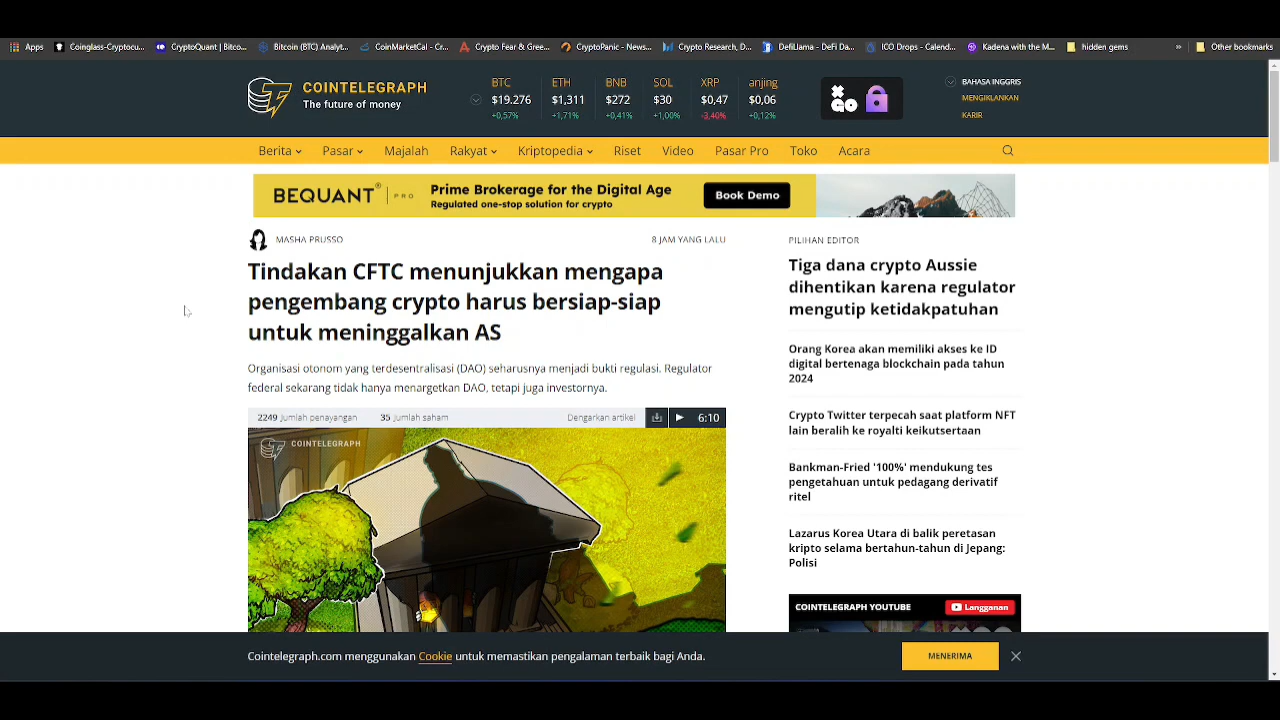 Apps Coinglass-Cryptocu... CryptoQuant | Bitco... Bitcoin (BTC) Analyt... CoinMarketCal - Cr... Crypto Fear & Gree... CryptoPanic - News... Crypto Research, D... DefiLlama - DeFi Da... ICO Drops - Calend... Kadena with the M... hidden gems » Other bookmarks
COINTELEGRAPH
The future of money
BTC ETH BNB SOL XRP anjing
$19.276 $1,311 $272 $30 $0,47 $0,06
+0,57% +1,71% +0,41% +1,00% -3,40% +0,12%
XGO
BAHASA INGGRIS
MENGIKLANKAN
KARIR
Berita Pasar Majalah Rakyat Kriptopedia Riset Video Pasar Pro Toko Acara
BEQUANT® PRO
Prime Brokerage for the Digital Age
Regulated one-stop solution for crypto
Book Demo
MASHA PRUSSO 8 JAM YANG LALU
Tindakan CFTC menunjukkan mengapa
pengembang crypto harus bersiap-siap
untuk meninggalkan AS
Organisasi otonom yang terdesentralisasi (DAO) seharusnya menjadi bukti regulasi. Regulator
federal sekarang tidak hanya menargetkan DAO, tetapi juga investornya.
2249 Jumlah penayangan 35 Jumlah saham Dengarkan artikel 6:10
COINTELEGRAPH
PILIHAN EDITOR
Tiga dana crypto Aussie
dihentikan karena regulator
mengutip ketidakpatuhan
Orang Korea akan memiliki akses ke ID
digital bertenaga blockchain pada tahun
2024
Crypto Twitter terpecah saat platform NFT
lain beralih ke royalti keikutsertaan
Bankman-Fried '100%' mendukung tes
pengetahuan untuk pedagang derivatif
ritel
Lazarus Korea Utara di balik peretasan
kripto selama bertahun-tahun di Jepang:
Polisi
COINTELEGRAPH YOUTUBE Langganan
Cointelegraph.com menggunakan Cookie untuk memastikan pengalaman terbaik bagi Anda.
MENERIMA